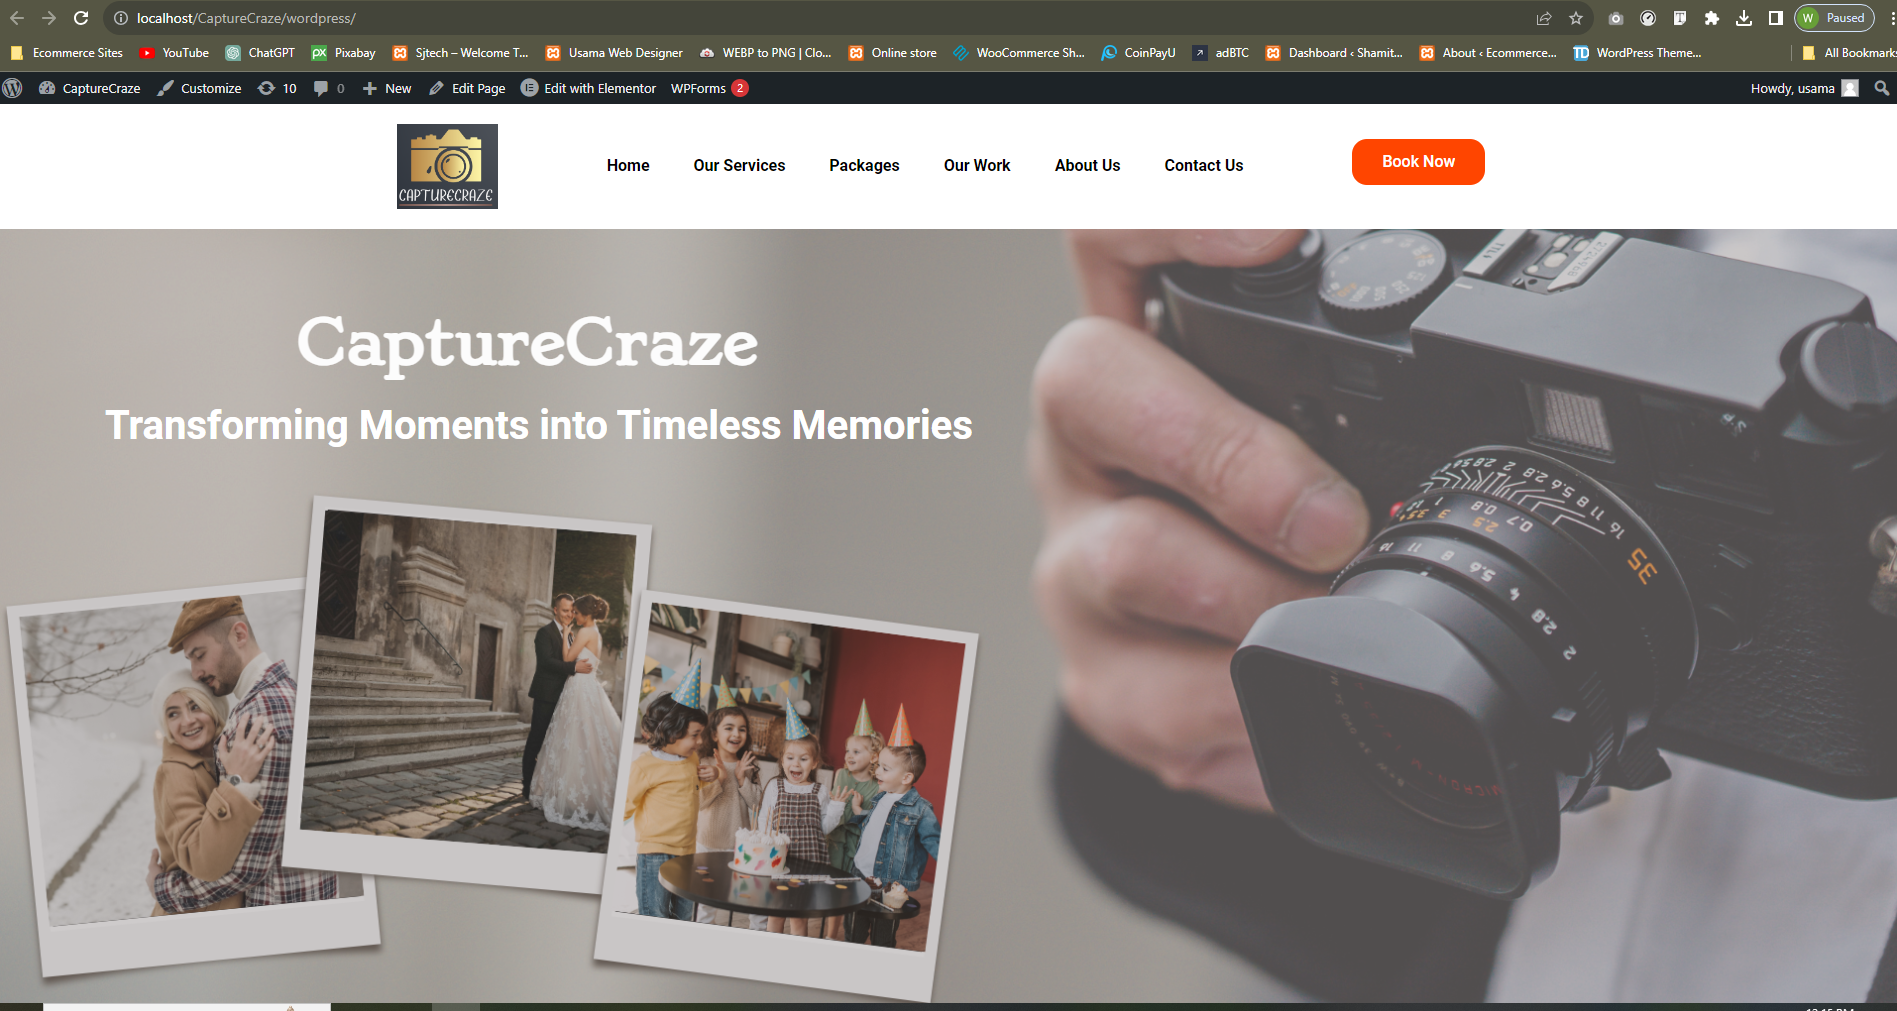 localhost/CaptureCraze/wordpress/
W Paused
Ecommerce Sites YouTube ChatGPT px Pixabay Sjtech – Welcome T... Usama Web Designer WEBP to PNG | Clo... Online store WooCommerce Sh... CoinPayU adBTC Dashboard ‹ Shamit... About ‹ Ecommerce... TD WordPress Theme... All Bookmarks
CaptureCraze Customize 10 0 New Edit Page Edit with Elementor WPForms 2 Howdy, usama
CAPTURECRAZE
Home Our Services Packages Our Work About Us Contact Us Book Now
CaptureCraze
Transforming Moments into Timeless Memories
35